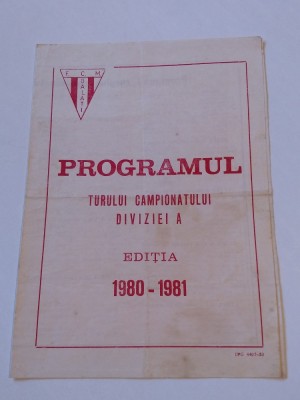 F C M
GALAȚI
PROGRAMUL
TURULUI CAMPIONATULUI
DIVIZIEI A
EDIȚIA
1980-1981